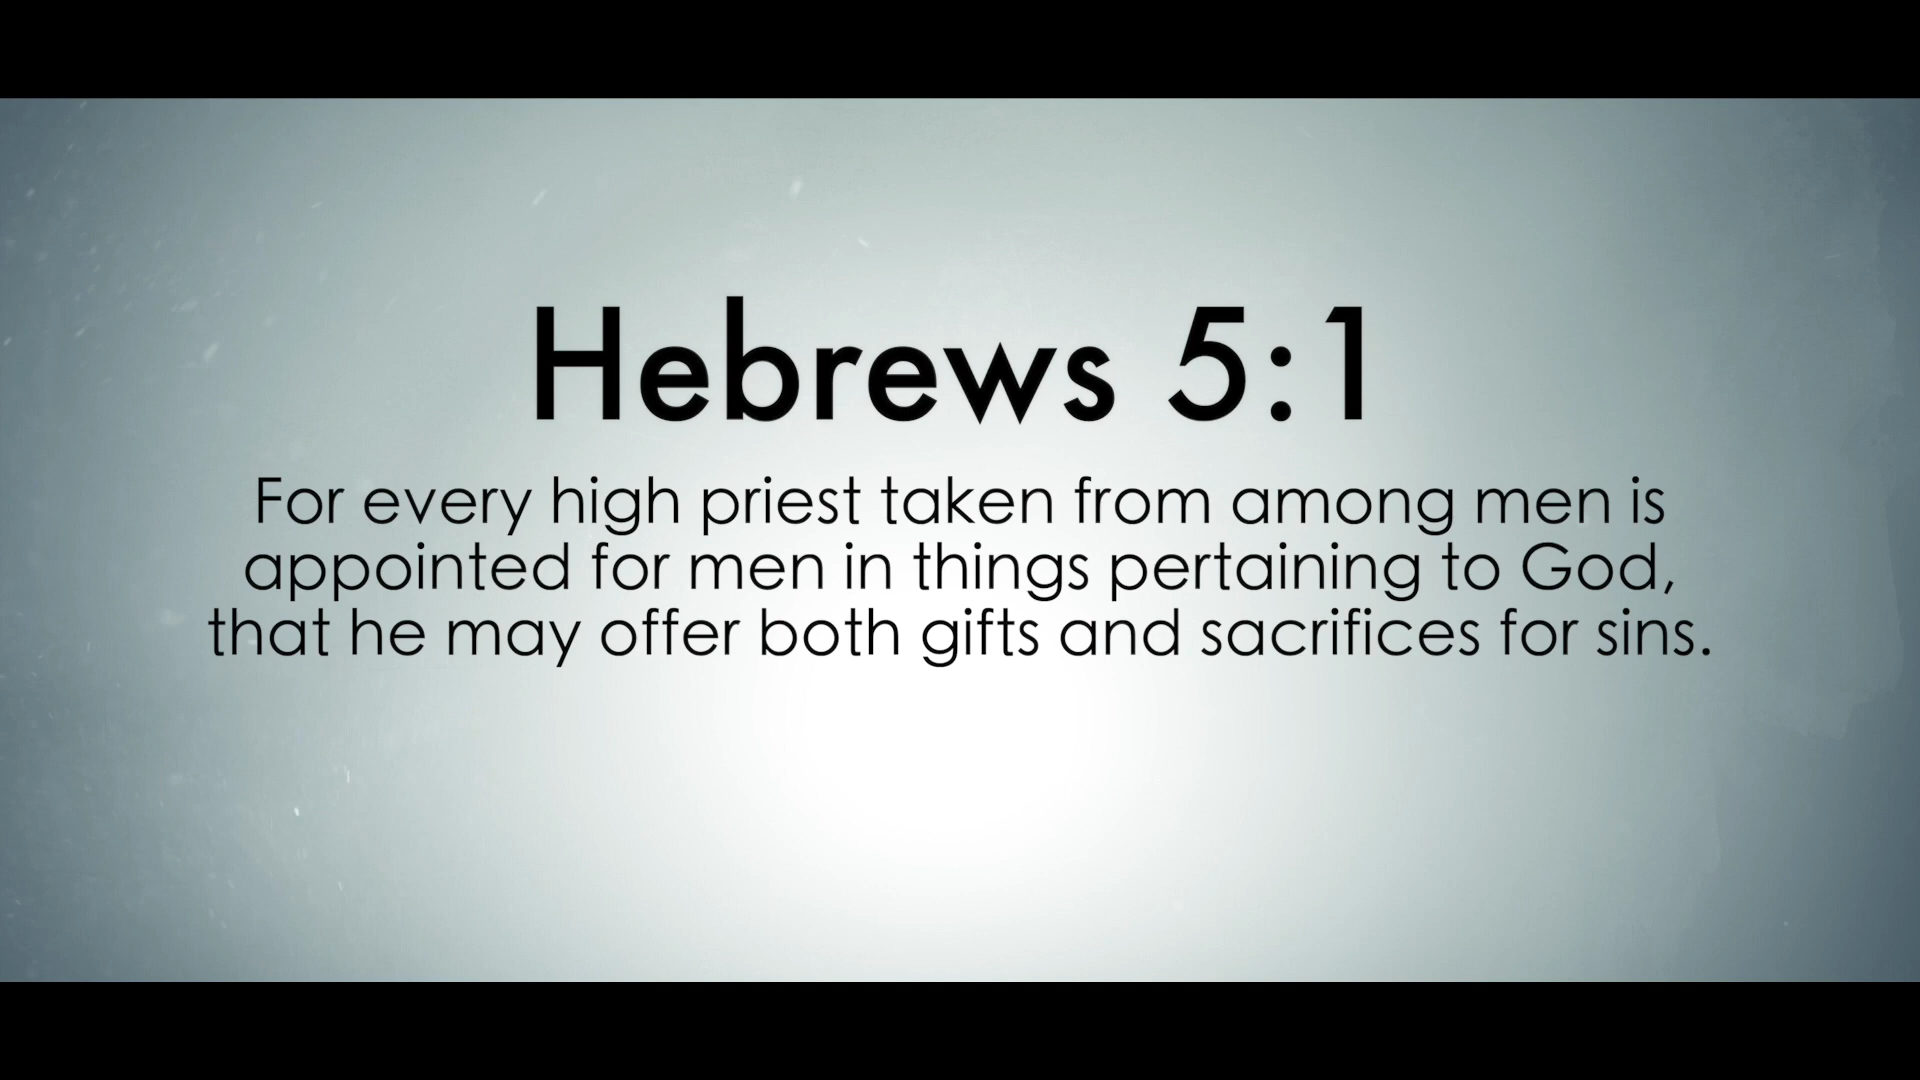 Hebrews 5:1
For every high priest taken from among men is
appointed for men in things pertaining to God,
that he may offer both gifts and sacrifices for sins.